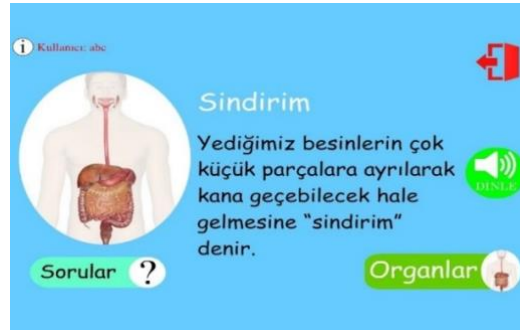 i Kullanıcı: abc
Sindirim
Yediğimiz besinlerin çok
küçük parçalara ayrılarak
kana geçebilecek hale
gelmesine “sindirim”
denir.
DİNLE
Sorular ?
Organlar